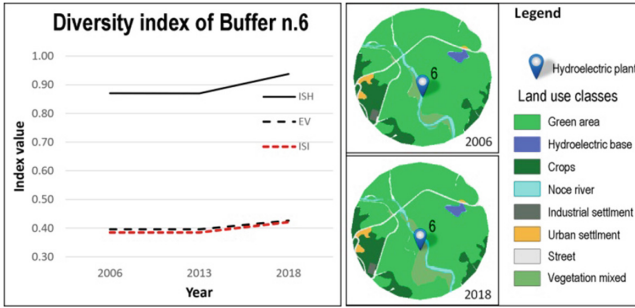 Diversity index of Buffer n.6
1.00
0.90
0.80
0.70
0.60
0.50
0.40
0.30
Index value
ISH
EV
ISI
2006
2013
2018
Year
6
2006
6
2018
Legend
Hydroelectric plant
Land use classes
Green area
Hydroelectric base
Crops
Noce river
Industrial settlment
Urban settlment
Street
Vegetation mixed